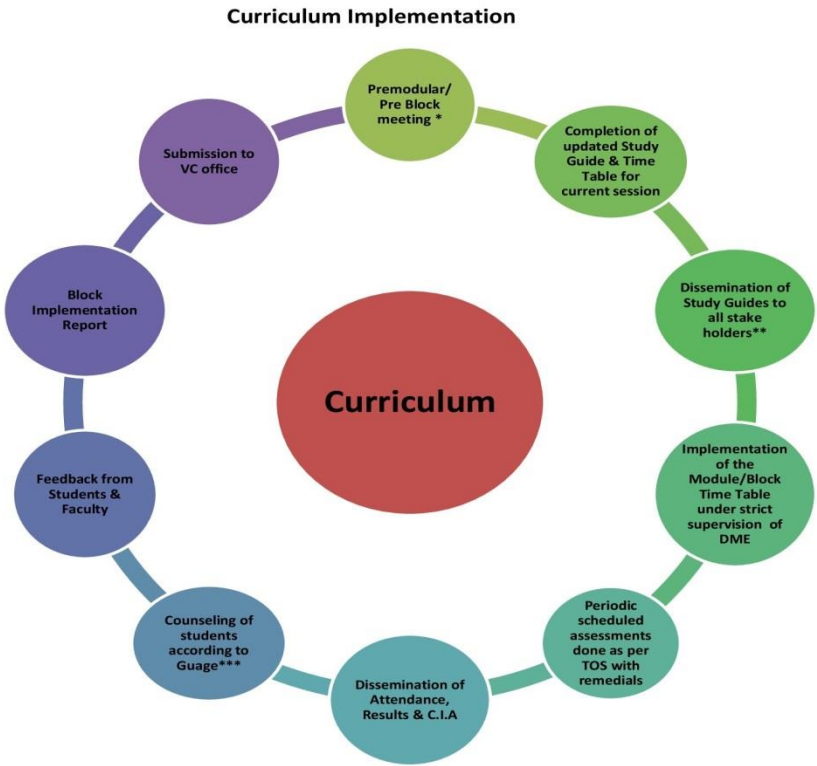 Curriculum Implementation
Premodular/
Pre Block
meeting *
Completion of
updated Study
Guide & Time
Table for
current session
Dissemination of
Study Guides to
all stake
holders**
Implementation
of the
Module/Block
Time Table
under strict
supervision of
DME
Periodic
scheduled
assessments
done as per
TOS with
remedials
Dissemination of
Attendance,
Results & C.I.A
Counseling of
students
according to
Guage***
Feedback from
Students &
Faculty
Block
Implementation
Report
Submission to
VC office
Curriculum